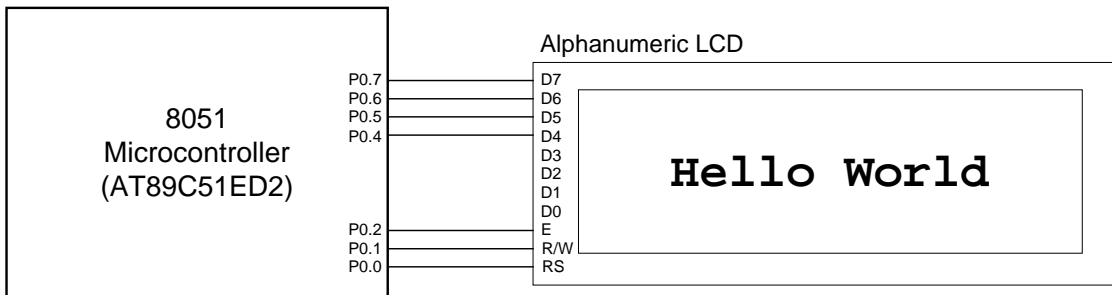 Alphanumeric LCD
8051
Microcontroller
(AT89C51ED2)
P0.7
P0.6
P0.5
P0.4
P0.2
P0.1
P0.0
D7
D6
D5
D4
D3
D2
D1
D0
E
R/W
RS
Hello World